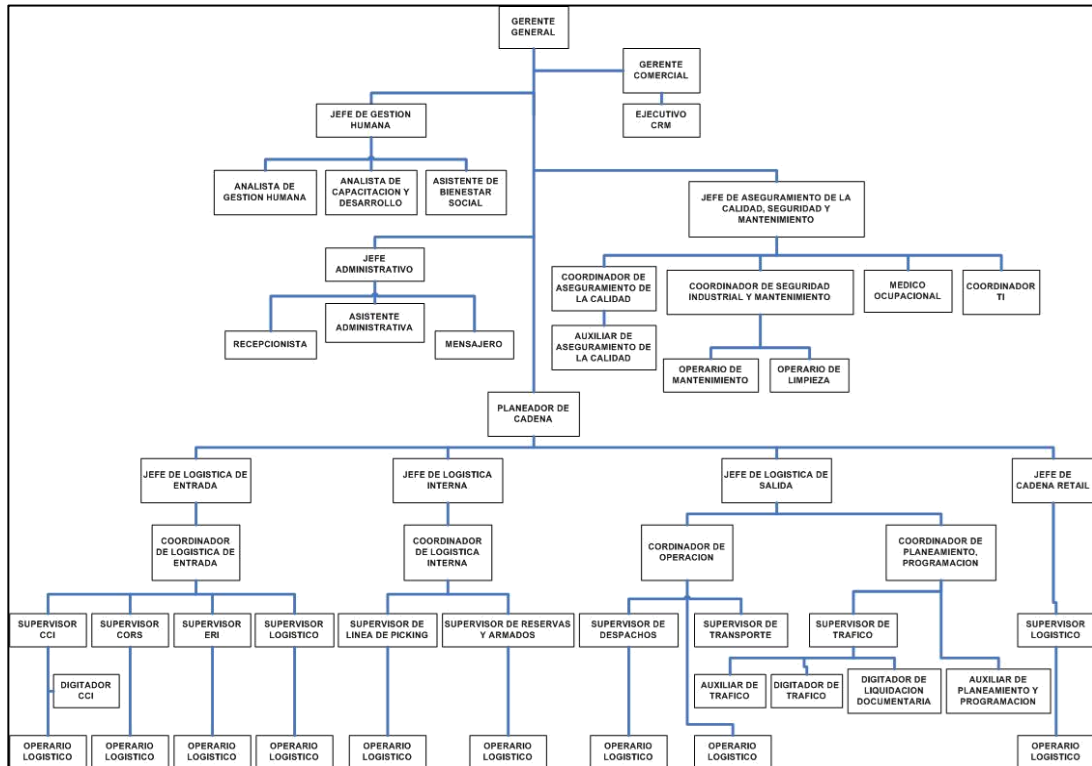 GERENTE
GENERAL
GERENTE
COMERCIAL
EJECUTIVO
CRM
JEFE DE GESTION
HUMANA
ANALISTA DE
GESTION HUMANA
ANALISTA DE
CAPACITACION Y
DESARROLLO
ASISTENTE DE
BIENESTAR
SOCIAL
JEFE DE ASEGURAMIENTO DE LA
CALIDAD, SEGURIDAD Y
MANTENIMIENTO
JEFE
ADMINISTRATIVO
RECEPCIONISTA
ASISTENTE
ADMINISTRATIVA
MENSAJERO
COORDINADOR DE
ASEGURAMIENTO DE
LA CALIDAD
COORDINADOR DE SEGURIDAD
INDUSTRIAL Y MANTENIMIENTO
MEDICO
OCUPACIONAL
COORDINADOR
TI
AUXILIAR DE
ASEGURAMIENTO DE
LA CALIDAD
OPERARIO DE
MANTENIMIENTO
OPERARIO DE
LIMPIEZA
PLANEADOR DE
CADENA
JEFE DE LOGISTICA DE
ENTRADA
JEFE DE LOGISTICA
INTERNA
JEFE DE LOGISTICA DE
SALIDA
JEFE DE
CADENA RETAIL
COORDINADOR
DE LOGISTICA DE
ENTRADA
COORDINADOR
DE LOGISTICA
INTERNA
CORDINADOR DE
OPERACION
COORDINADOR DE
PLANEAMIENTO,
PROGRAMACION
SUPERVISOR
CCI
SUPERVISOR
CORS
SUPERVISOR
ERI
SUPERVISOR
LOGISTICO
SUPERVISOR DE
LINEA DE PICKING
SUPERVISOR DE RESERVAS
Y ARMADOS
SUPERVISOR DE
DESPACHOS
SUPERVISOR DE
TRANSPORTE
SUPERVISOR DE
TRAFICO
SUPERVISOR
LOGISTICO
DIGITADOR
CCI
AUXILIAR DE
TRAFICO
DIGITADOR DE
TRAFICO
DIGITADOR DE
LIQUIDACION
DOCUMENTARIA
AUXILIAR DE
PLANEAMIENTO Y
PROGRAMACION
OPERARIO
LOGISTICO
OPERARIO
LOGISTICO
OPERARIO
LOGISTICO
OPERARIO
LOGISTICO
OPERARIO
LOGISTICO
OPERARIO
LOGISTICO
OPERARIO
LOGISTICO
OPERARIO
LOGISTICO
OPERARIO
LOGISTICO